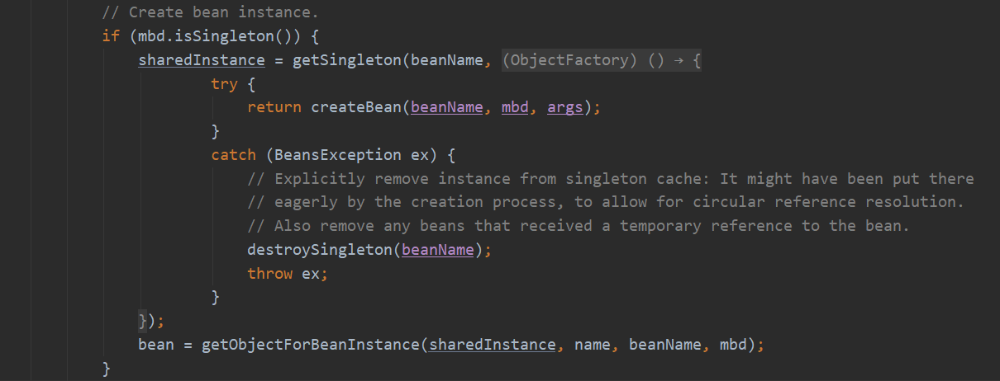 // Create bean instance.
if (mbd.isSingleton()) {
sharedInstance = getSingleton(beanName, (ObjectFactory) () → {
try {
return createBean(beanName, mbd, args);
}
catch (BeansException ex) {
// Explicitly remove instance from singleton cache: It might have been put there
// eagerly by the creation process, to allow for circular reference resolution.
// Also remove any beans that received a temporary reference to the bean.
destroySingleton(beanName);
throw ex;
}
});
bean = getObjectForBeanInstance(sharedInstance, name, beanName, mbd);
}